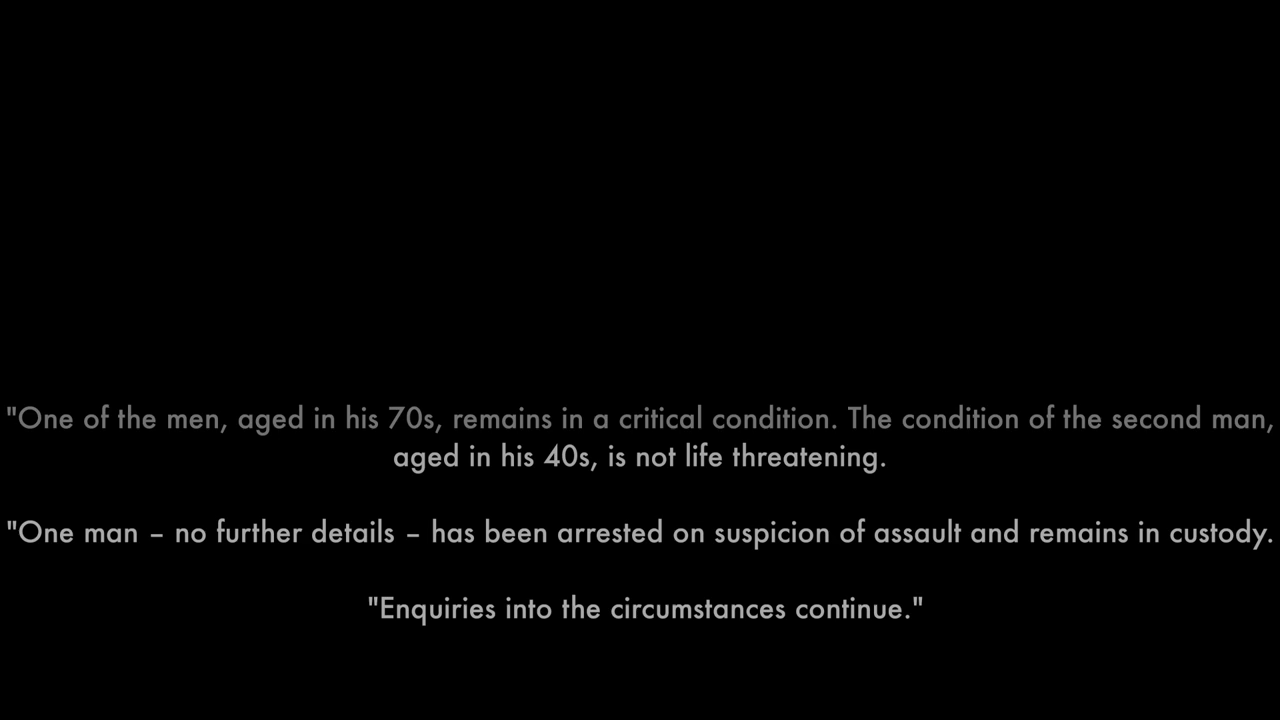 "One of the men, aged in his 70s, remains in a critical condition. The condition of the second man,
aged in his 40s, is not life threatening.
"One man – no further details – has been arrested on suspicion of assault and remains in custody.
"Enquiries into the circumstances continue."